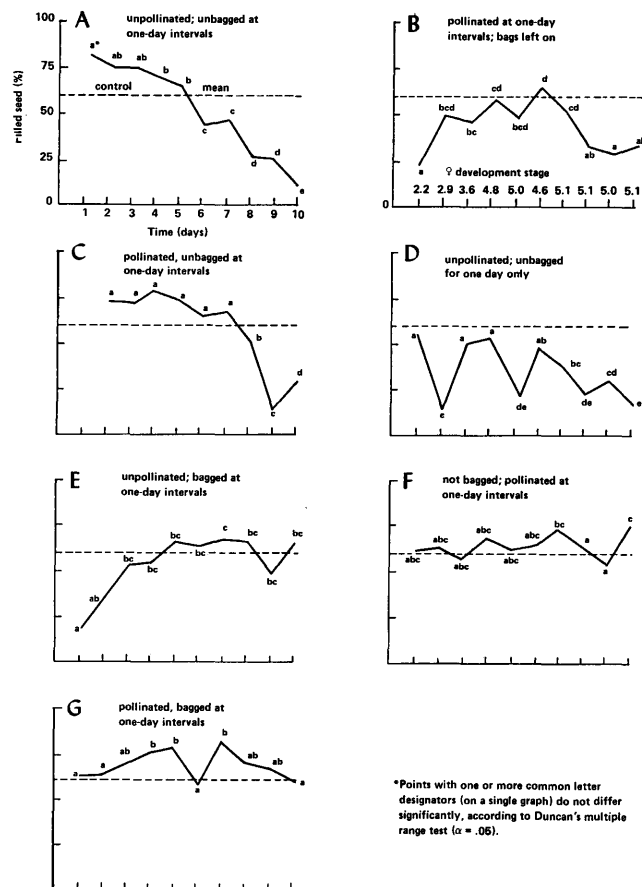 A
unpollinated; unbagged at
one-day intervals
100
75
50
25
0
Filled seed (%)
a*
ab
ab
b
b
c
c
d
d
e
control
mean
1 2 3 4 5 6 7 8 9 10
Time (days)
B
pollinated at one-day
intervals; bags left on
a
bcd
bc
cd
bcd
d
cd
ab
a
ab
♀ development stage
2.2 2.9 3.6 4.8 5.0 4.6 5.1 5.1 5.0 5.1
C
pollinated, unbagged at
one-day intervals
a
a
a
a
a
a
b
c
d
D
unpollinated; unbagged
for one day only
a
e
a
a
de
ab
bc
de
cd
e
E
unpollinated; bagged at
one-day intervals
a
ab
bc
bc
bc
bc
c
bc
bc
bc
F
not bagged; pollinated at
one-day intervals
abc
abc
abc
abc
abc
abc
bc
a
a
c
G
pollinated, bagged at
one-day intervals
a
a
ab
b
b
a
b
ab
ab
a
*Points with one or more common letter
designators (on a single graph) do not differ
significantly, according to Duncan's multiple
range test (α = .05).